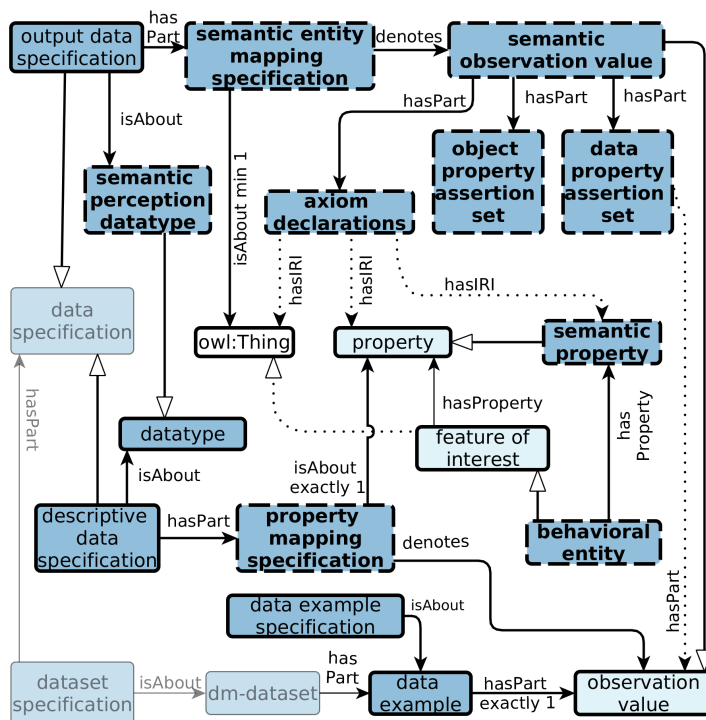 output data
specification
has
Part
semantic entity
mapping
specification
denotes
semantic
observation value
isAbout
hasPart
hasPart
hasPart
semantic
perception
datatype
isAbout min 1
axiom
declarations
object
property
assertion
set
data
property
assertion
set
hasIRI
hasIRI
hasIRI
data
specification
owl:Thing
property
semantic
property
hasPart
hasProperty
has
Property
datatype
feature of
interest
isAbout
isAbout
exactly 1
descriptive
data
specification
hasPart
property
mapping
specification
denotes
behavioral
entity
hasPart
data example
specification
isAbout
dataset
specification
isAbout
dm-dataset
has
Part
data
example
hasPart
exactly 1
observation
value